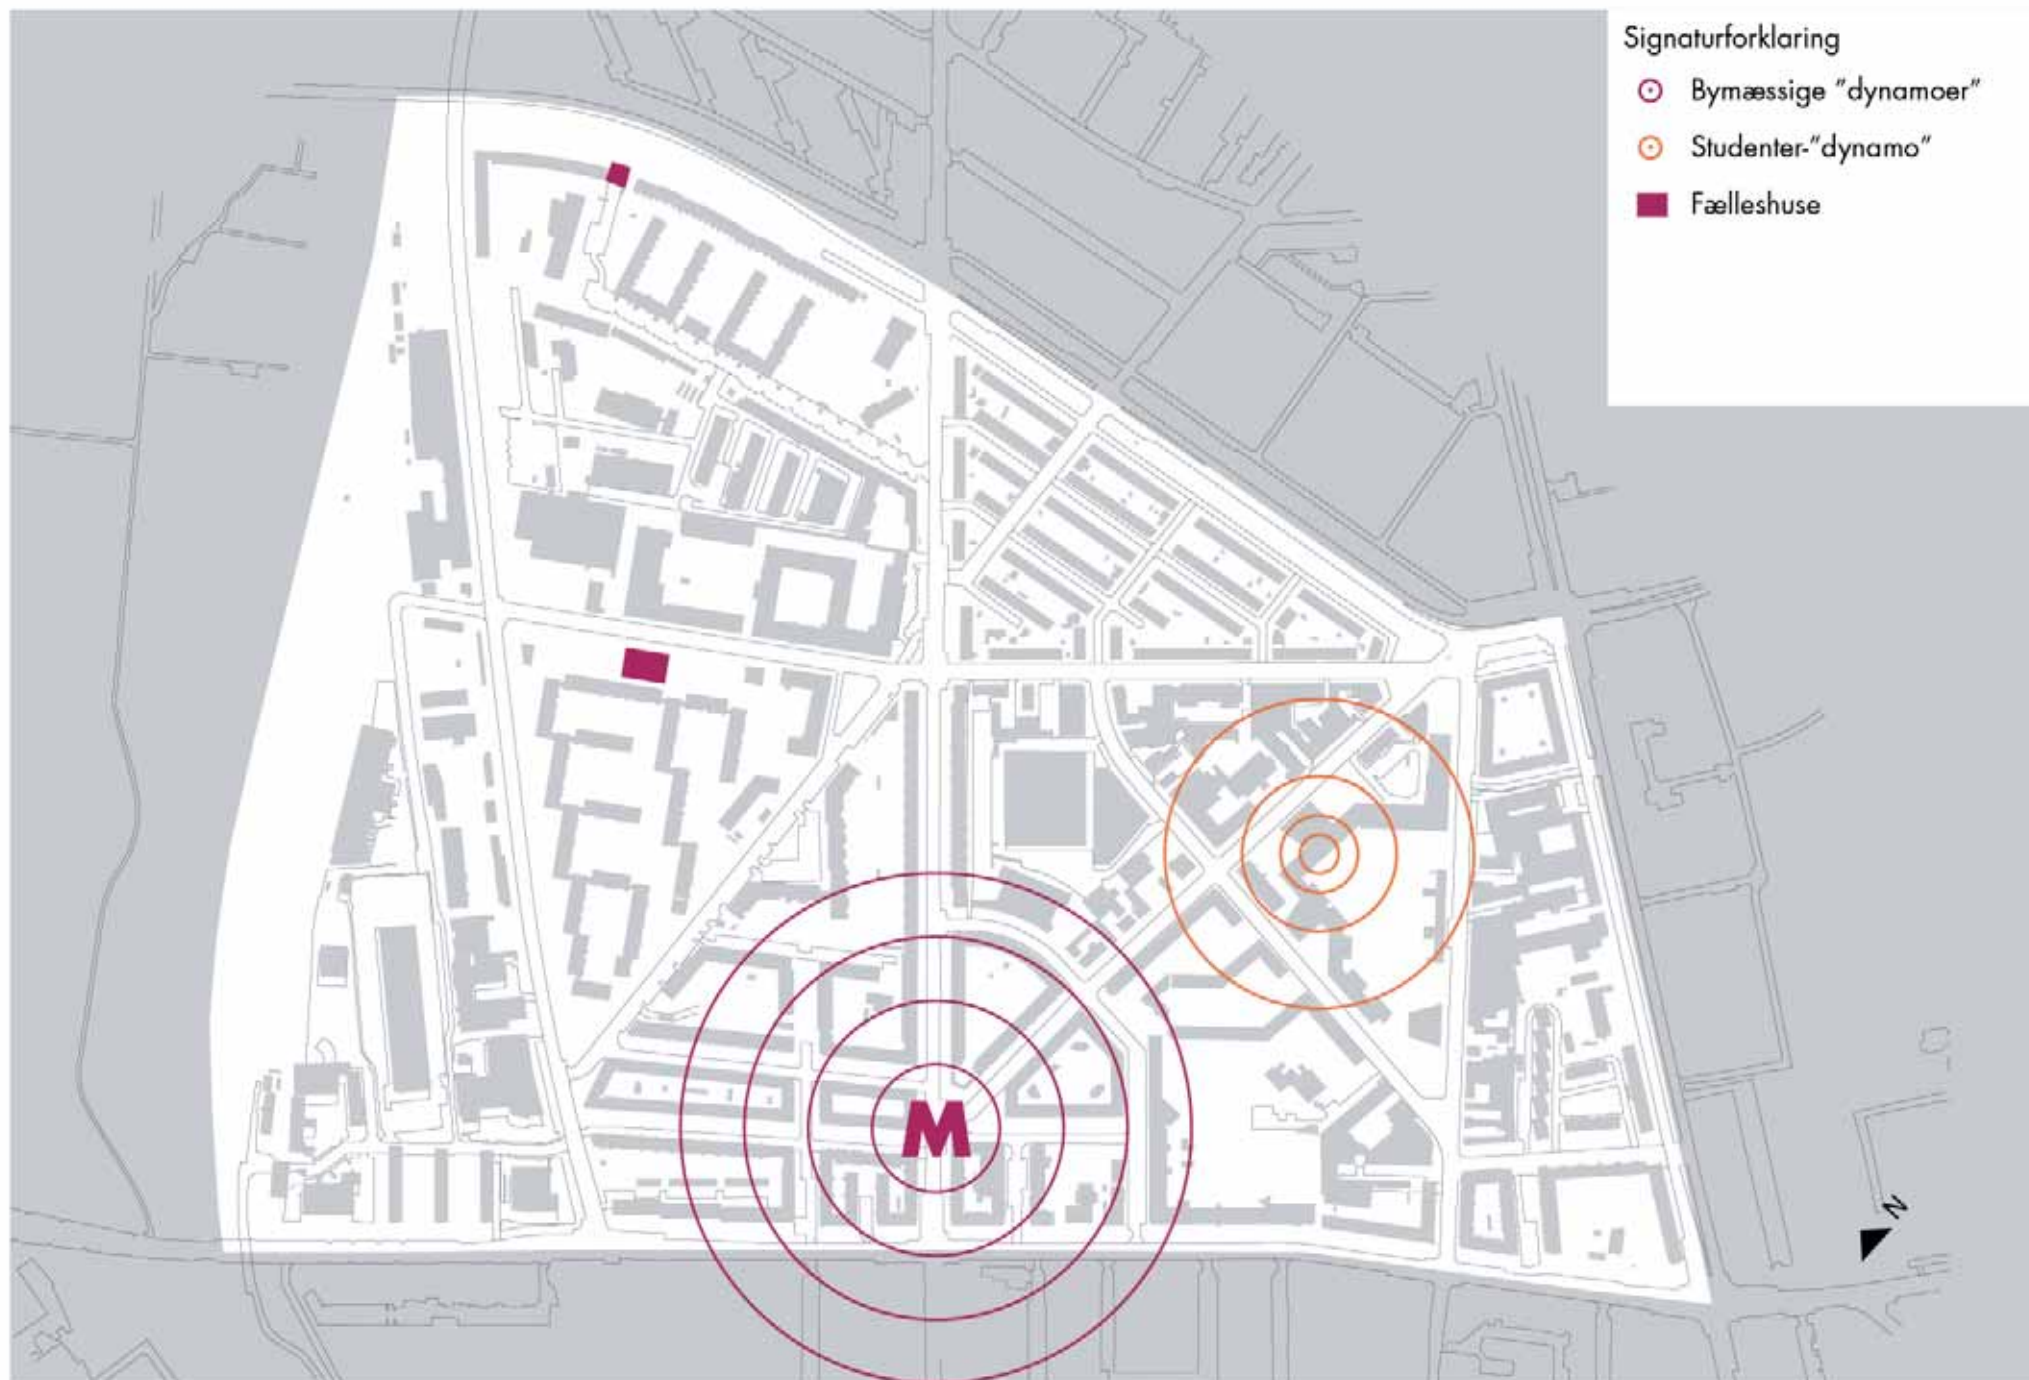 Signaturforklaring
Bymæssige "dynamoer"
Studenter-"dynamo"
Fælleshuse
M
N